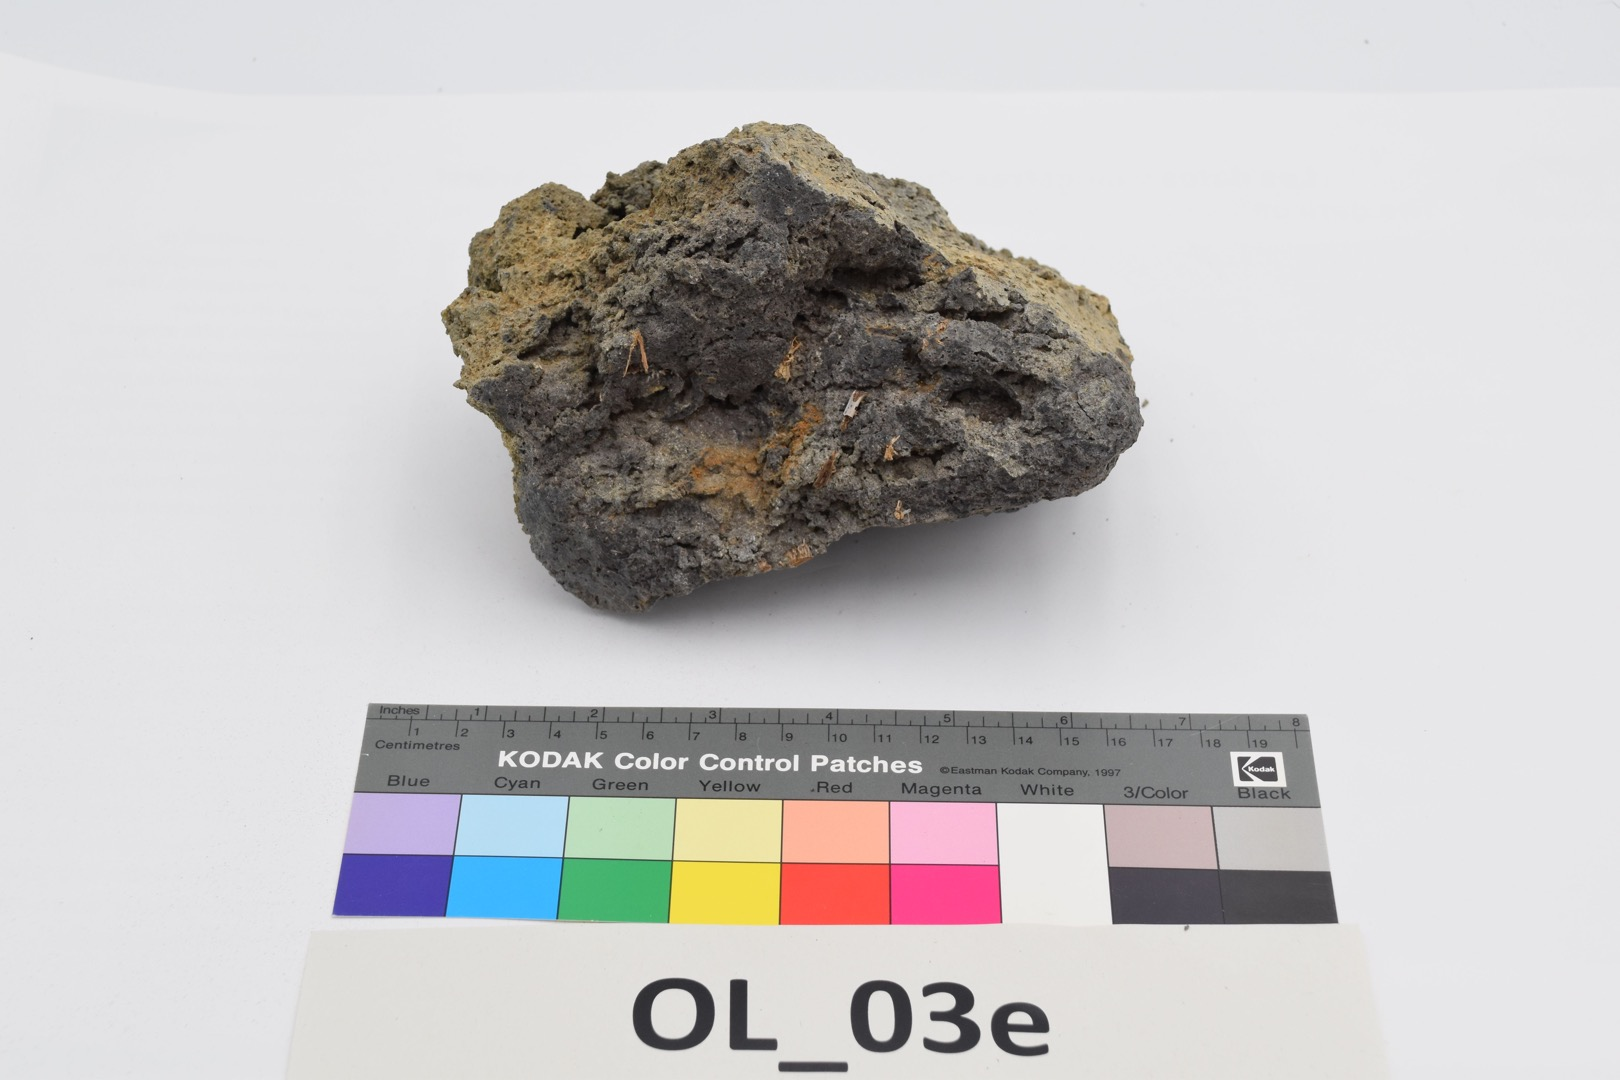 Inches 1 2 3 4 5 6 7 8
1 2 3 4 5 6 7 8 9 10 11 12 13 14 15 16 17 18 19
Centimetres
KODAK Color Control Patches ©Eastman Kodak Company, 1997 Kodak
Blue Cyan Green Yellow Red Magenta White 3/Color Black
OL_03e